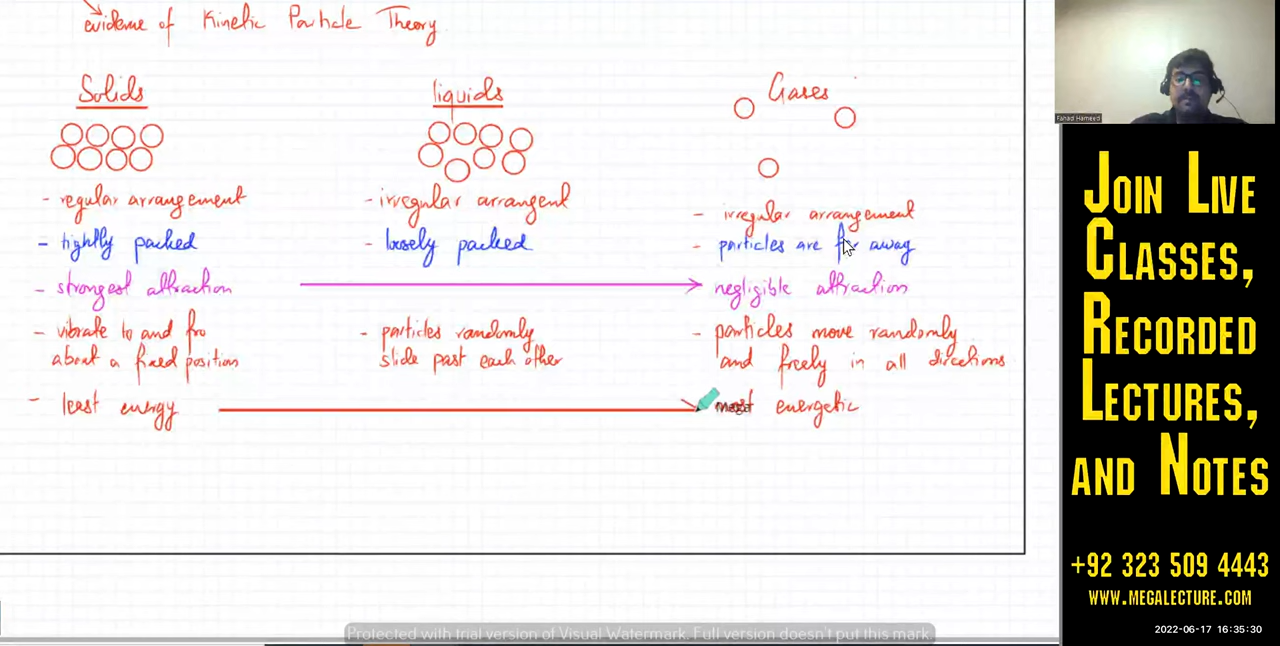 evidence of Kinetic Particle Theory
Solids
regular arrangement
- tightly packed
- strongest attraction
- vibrate to and fro
about a fixed position
- least energy
liquids
- irregular arrangent
- loosely packed
- particles randomly
slide past each other
Gases
- irregular arrangement
- particles are far away
negligible attraction
- particles move randomly
and freely in all directions
most energetic
Fahad Hameed
JOIN LIVE
CLASSES,
RECORDED
LECTURES,
AND NOTES
+92 323 509 4443
WWW.MEGALECTURE.COM
2022-06-17 16:35:30
Protected with trial version of Visual Watermark. Full version doesn't put this mark.